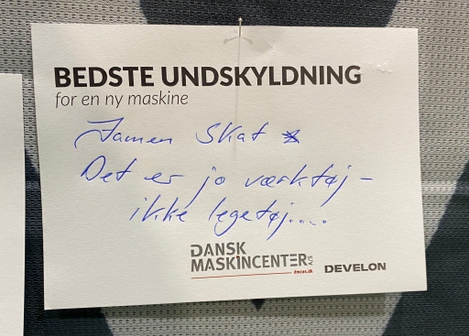 BEDSTE UNDSKYLDNING
for en ny maskine
Jamen Skat
Det er jo værktøj -
ikke legetøj....
DANSK
MASKINCENTER A/S
DEVELON